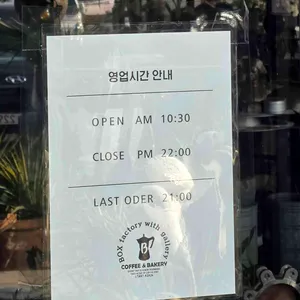 영업시간 안내
OPEN AM 10:30
CLOSE PM 22:00
LAST ODER 21:00
BOX factory with gallery
B
COFFEE & BAKERY